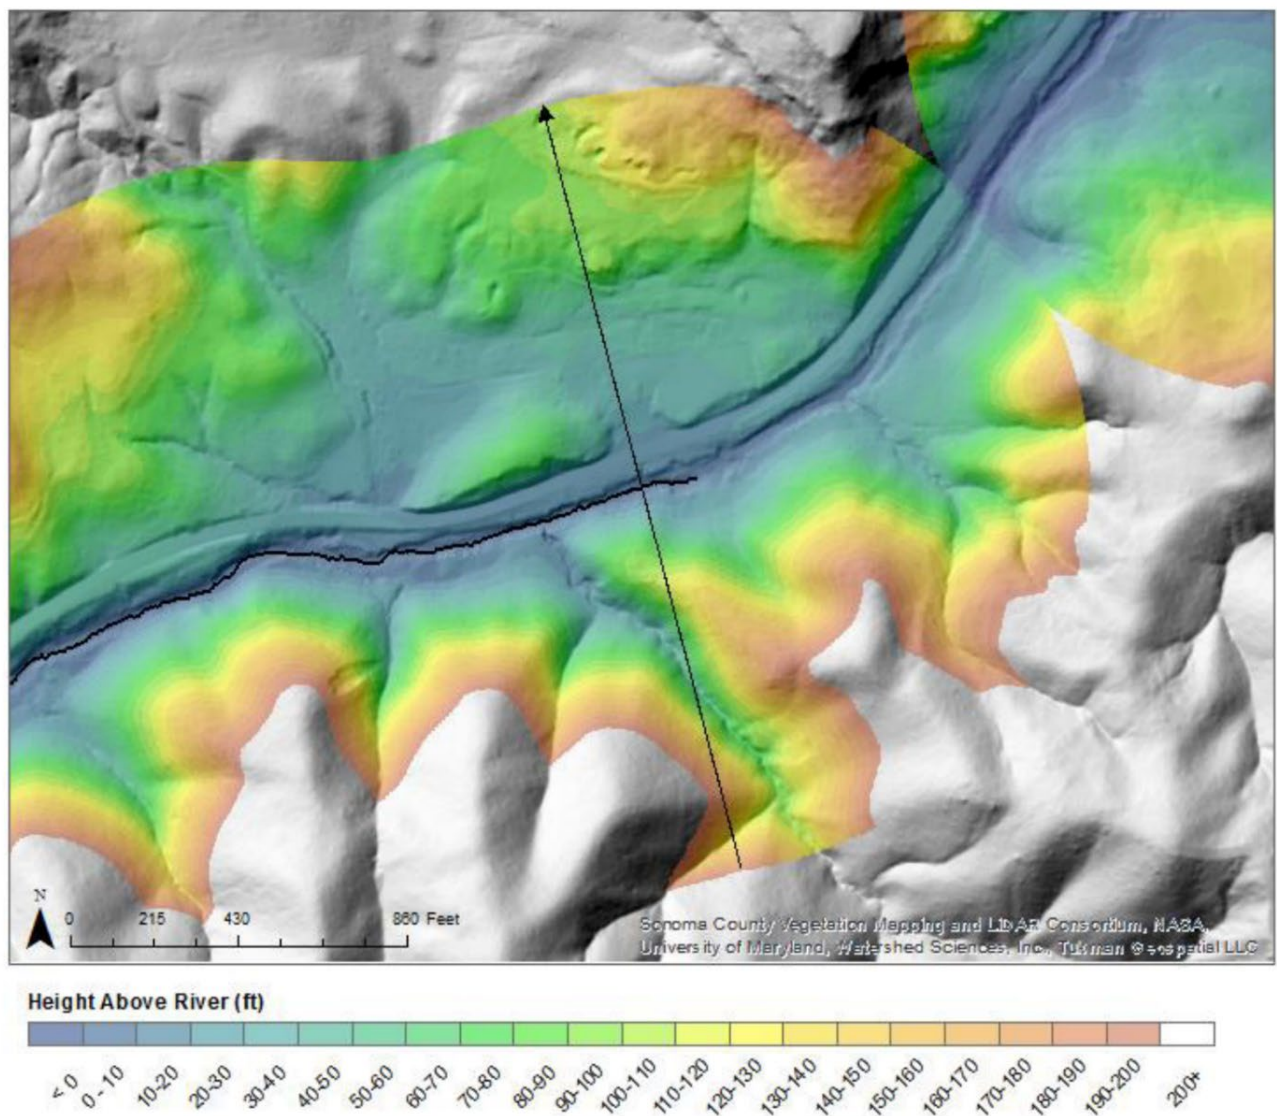 N
0 215 430 860 Feet
Sonoma County Vegetation Mapping and LiDAR Consortium, NASA,
University of Maryland, Watershed Sciences, Inc., Tukman Geospatial LLC
Height Above River (ft)
< 0 0 - 10 10-20 20-30 30-40 40-50 50-60 60-70 70-80 80-90 90-100 100-110 110-120 120-130 130-140 140-150 150-160 160-170 170-180 180-190 190-200 200+